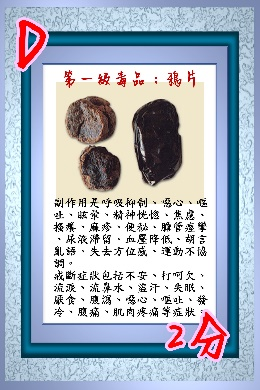 D
第一級毒品：鴉片
副作用是呼吸抑制、噁心、嘔
吐、眩暈、精神恍惚、焦慮、
搔癢、麻疹、便祕、膽管痙攣
、尿液滯留、血壓降低、胡言
亂語、失去方位感、運動不協
調。
戒斷症狀包括不安、打呵欠、
流淚、流鼻水、盜汗、失眠、
厭食、腹瀉、噁心、嘔吐、發
冷、腹痛、肌肉疼痛等症狀。
2分